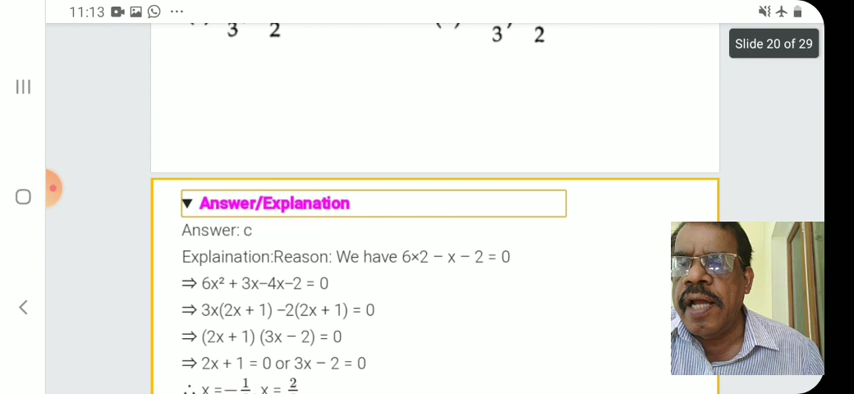 11:13 ...
Slide 20 of 29
3 2 3 , 2
▼ Answer/Explanation
Answer: c
Explaination:Reason: We have 6×2 − x − 2 = 0
⇒ 6x² + 3x−4x−2 = 0
⇒ 3x(2x + 1) −2(2x + 1) = 0
⇒ (2x + 1) (3x − 2) = 0
⇒ 2x + 1 = 0 or 3x − 2 = 0
∴ x = − 1 , x = 2